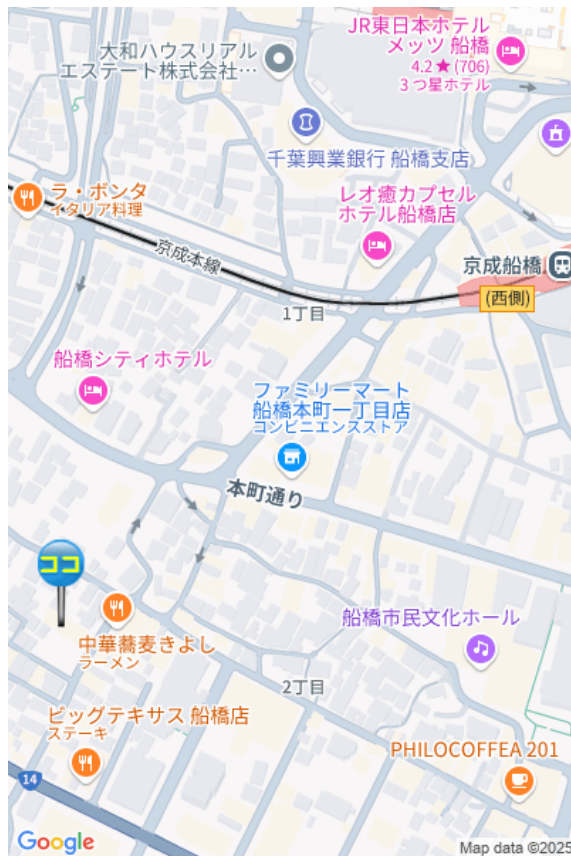 JR東日本ホテル
メッツ 船橋
4.2★(706)
3 つ星ホテル
大和ハウスリアル
エステート株式会社…
千葉興業銀行 船橋支店
ラ・ボンタ
イタリア料理
レオ癒カプセル
ホテル船橋店
京成本線
京成船橋
(西側)
1丁目
船橋シティホテル
ファミリーマート
船橋本町一丁目店
コンビニエンスストア
本町通り
ココ
中華蕎麦きよし
ラーメン
船橋市民文化ホール
2丁目
ビッグテキサス 船橋店
ステーキ
PHILOCOFFEA 201
14
Google
Map data ©2025